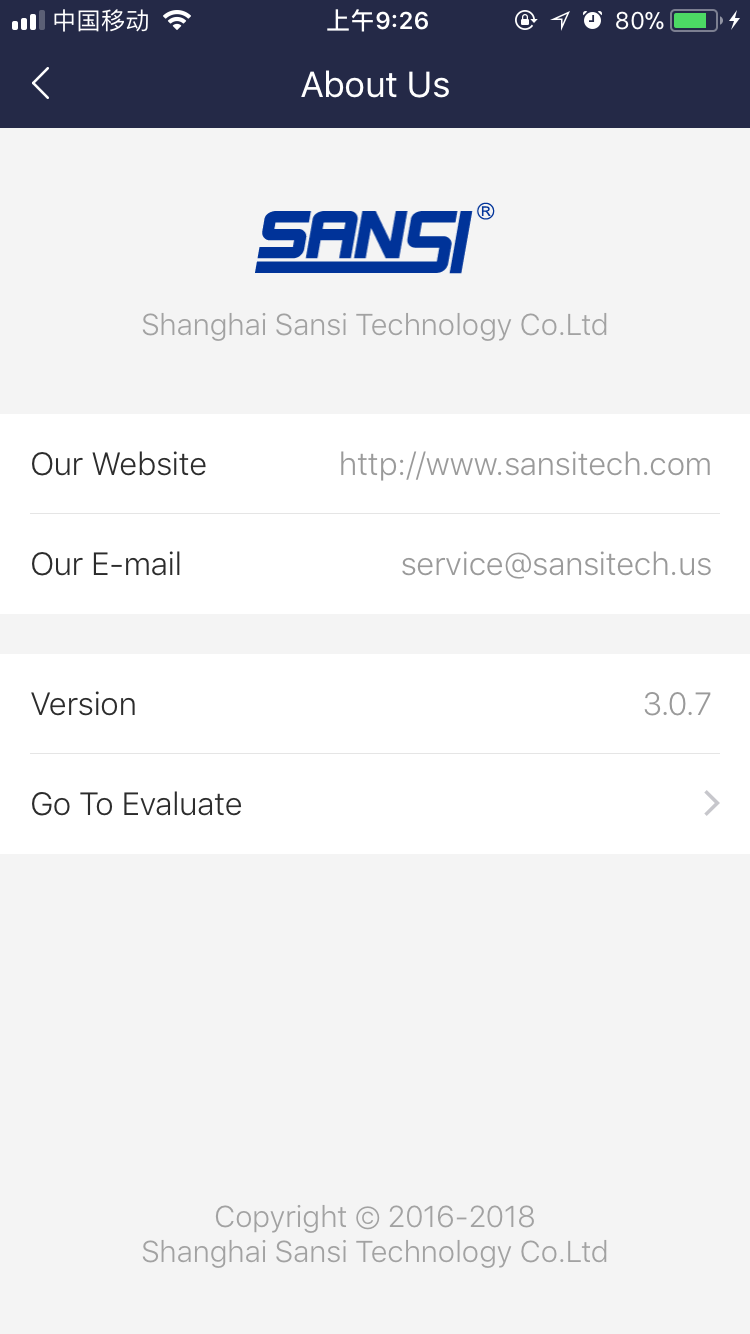 中国移动 上午9:26 80%
About Us
SANSI®
Shanghai Sansi Technology Co.Ltd
Our Website http://www.sansitech.com
Our E-mail service@sansitech.us
Version 3.0.7
Go To Evaluate
Copyright © 2016-2018
Shanghai Sansi Technology Co.Ltd